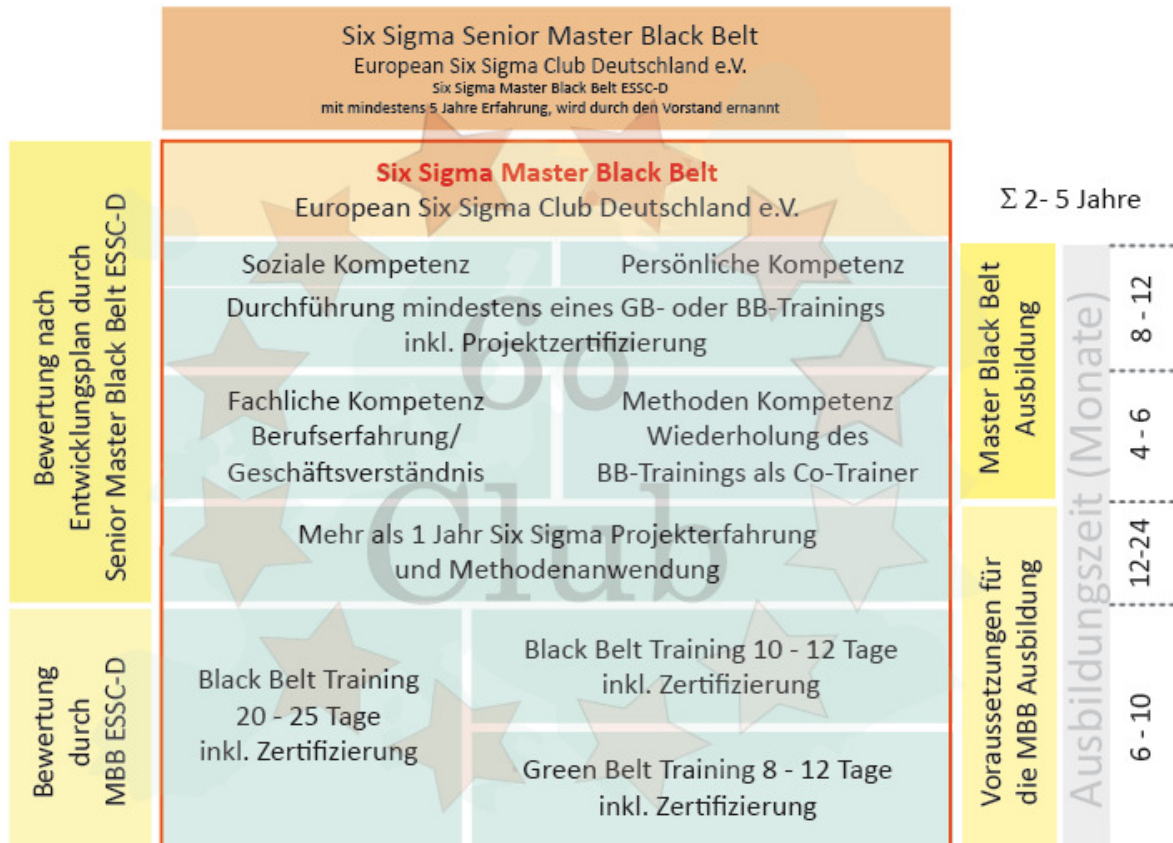 Six Sigma Senior Master Black Belt
European Six Sigma Club Deutschland e.V.
Six Sigma Master Black Belt ESSC-D
mit mindestens 5 Jahre Erfahrung, wird durch den Vorstand ernannt
Bewertung nach
Entwicklungsplan durch
Senior Master Black Belt ESSC-D
Bewertung
durch
MBB ESSC-D
Six Sigma Master Black Belt
European Six Sigma Club Deutschland e.V.
Soziale Kompetenz
Persönliche Kompetenz
Durchführung mindestens eines GB- oder BB-Trainings
inkl. Projektzertifizierung
Fachliche Kompetenz
Berufserfahrung/
Geschäftsverständnis
Methoden Kompetenz
Wiederholung des
BB-Trainings als Co-Trainer
Mehr als 1 Jahr Six Sigma Projekterfahrung
und Methodenanwendung
Black Belt Training
20 - 25 Tage
inkl. Zertifizierung
Black Belt Training 10 - 12 Tage
inkl. Zertifizierung
Green Belt Training 8 - 12 Tage
inkl. Zertifizierung
6σ
Club
Σ 2- 5 Jahre
Master Black Belt
Ausbildung
Voraussetzungen für
die MBB Ausbildung
Ausbildungszeit (Monate)
8 - 12
4 - 6
12-24
6 - 10